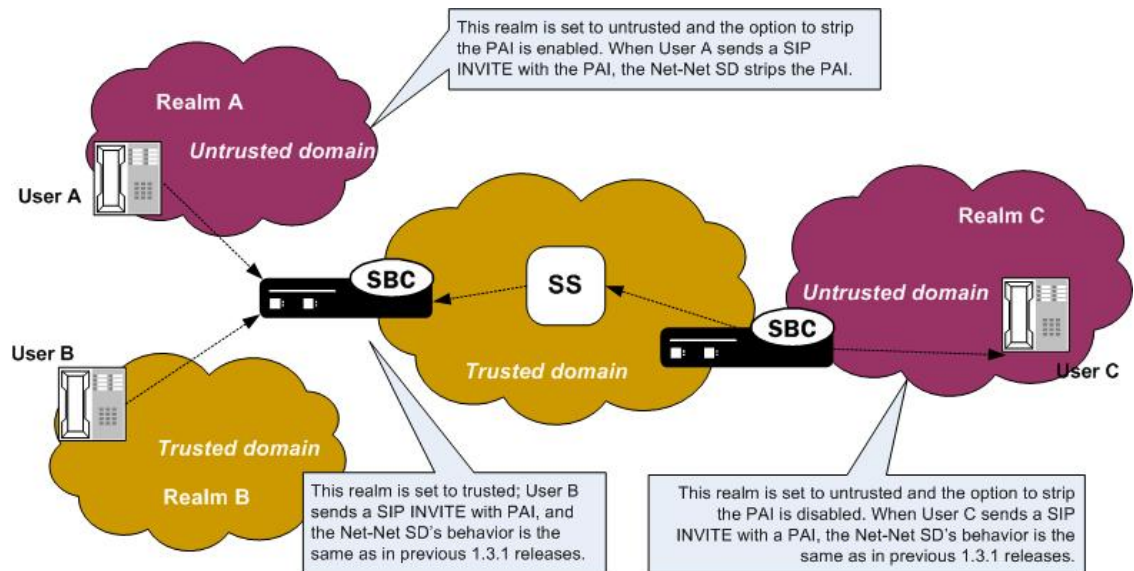 This realm is set to untrusted and the option to strip
the PAI is enabled. When User A sends a SIP
INVITE with the PAI, the Net-Net SD strips the PAI.
Realm A
Untrusted domain
User A
Realm C
Untrusted domain
User C
SBC
SS
SBC
Trusted domain
User B
Trusted domain
Realm B
This realm is set to trusted; User B
sends a SIP INVITE with PAI, and
the Net-Net SD’s behavior is the
same as in previous 1.3.1 releases.
This realm is set to untrusted and the option to strip
the PAI is disabled. When User C sends a SIP
INVITE with a PAI, the Net-Net SD’s behavior is the
same as in previous 1.3.1 releases.